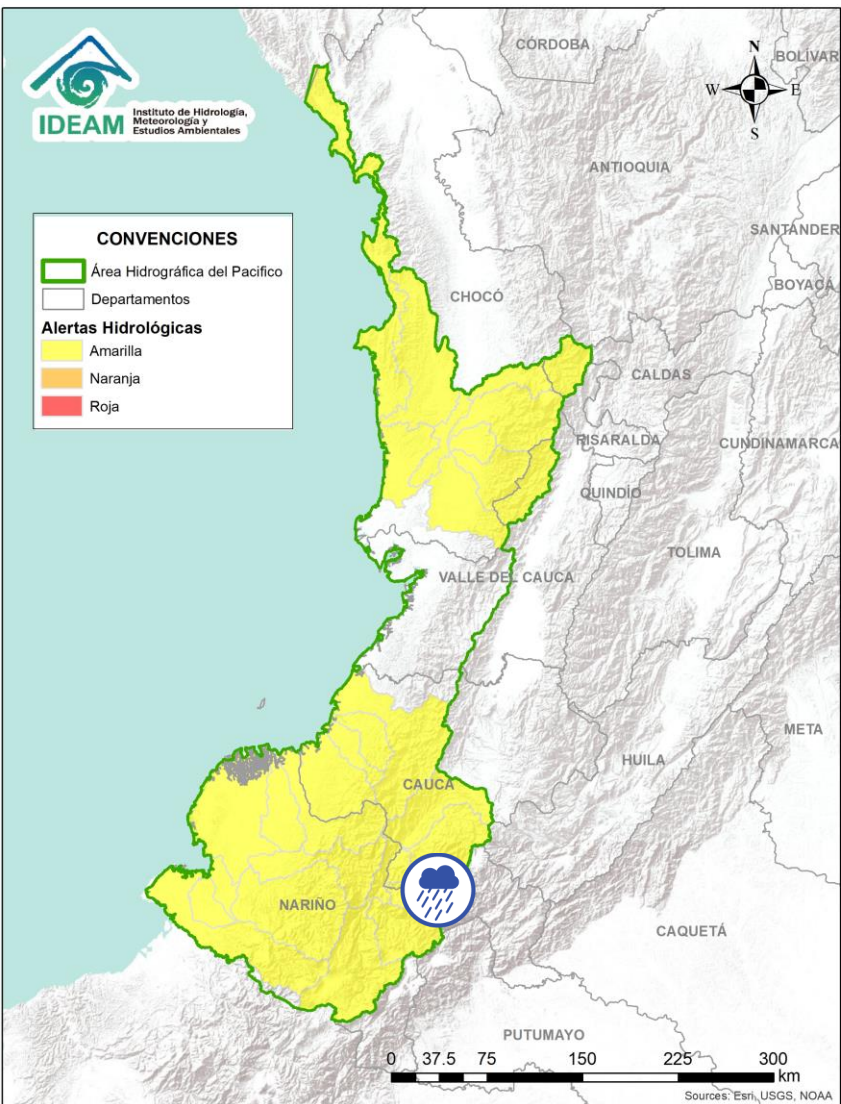 IDEAM
Instituto de Hidrología,
Meteorología y
Estudios Ambientales
N
W
E
S
CÓRDOBA
BOLÍVAR
ANTIOQUIA
SANTANDER
BOYACÁ
CHOCÓ
CALDAS
RISARALDA
CUNDINAMARCA
QUINDÍO
TOLIMA
VALLE DEL CAUCA
META
HUILA
CAUCA
NARIÑO
CAQUETÁ
PUTUMAYO
CONVENCIONES
Área Hidrográfica del Pacifico
Departamentos
Alertas Hidrológicas
Amarilla
Naranja
Roja
0 37.5 75 150 225 300
km
Sources: Esri, USGS, NOAA